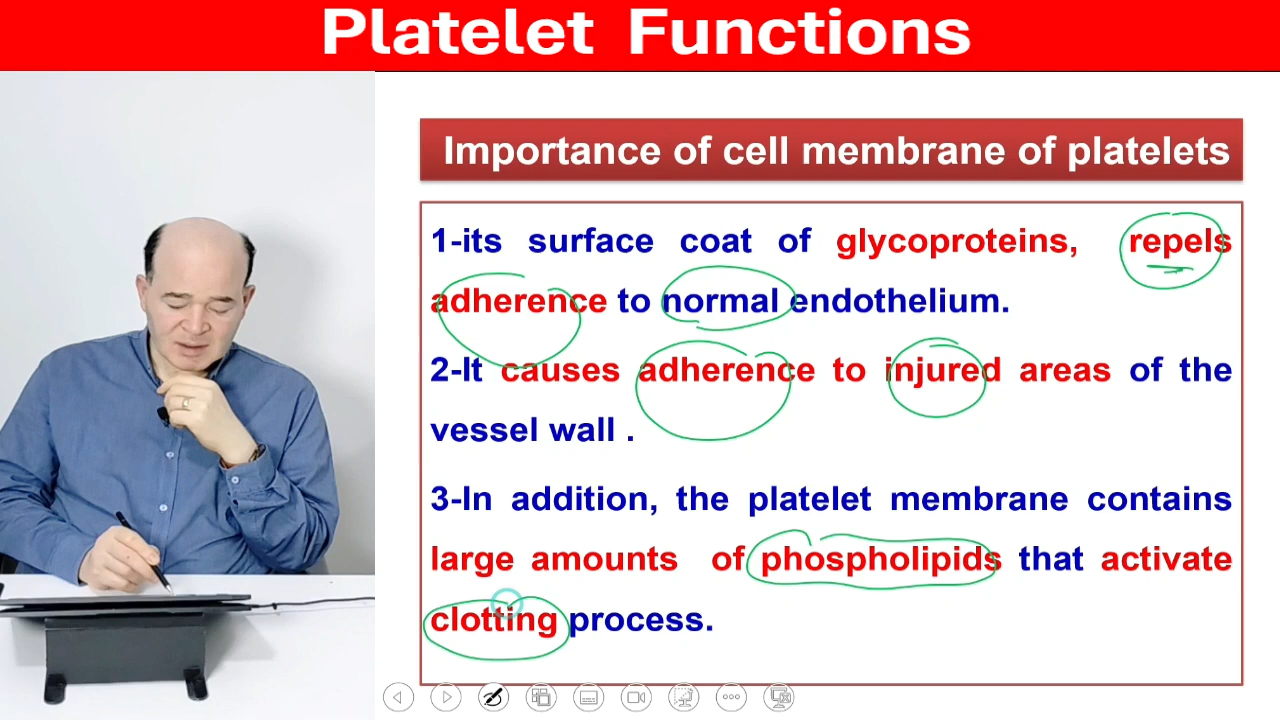 Platelet Functions
Importance of cell membrane of platelets
1-its surface coat of glycoproteins, repels
adherence to normal endothelium.
2-It causes adherence to injured areas of the
vessel wall .
3-In addition, the platelet membrane contains
large amounts of phospholipids that activate
clotting process.